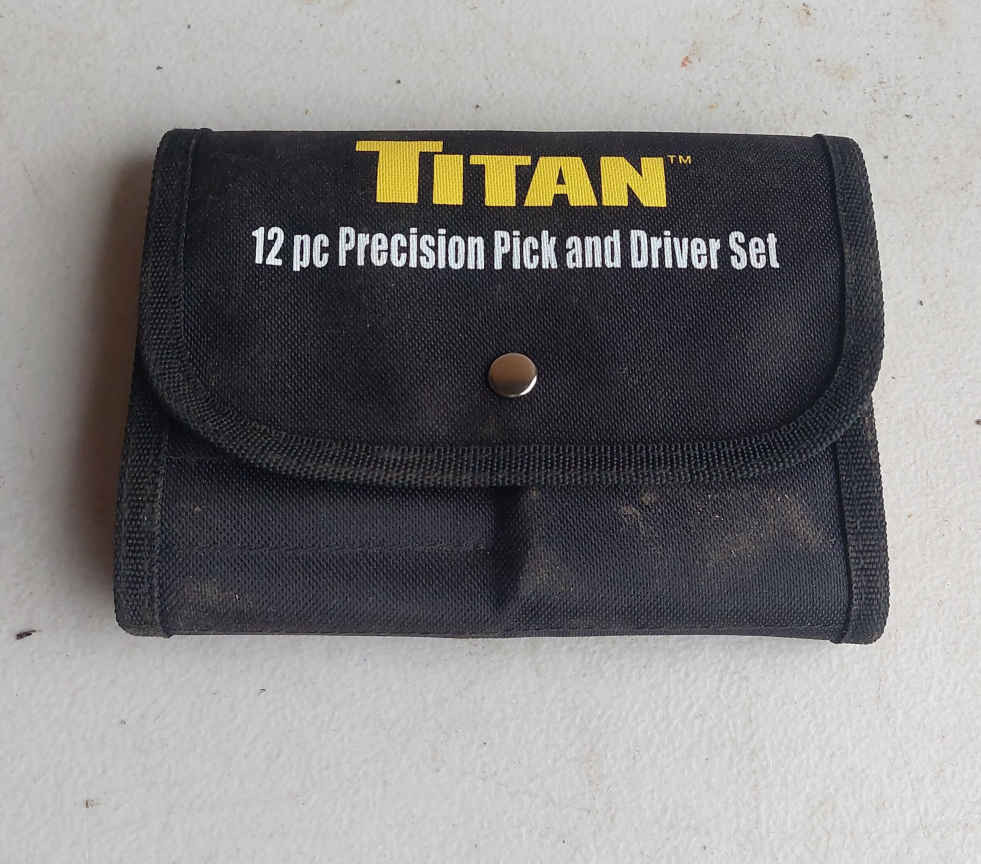 TITAN™
12 pc Precision Pick and Driver Set